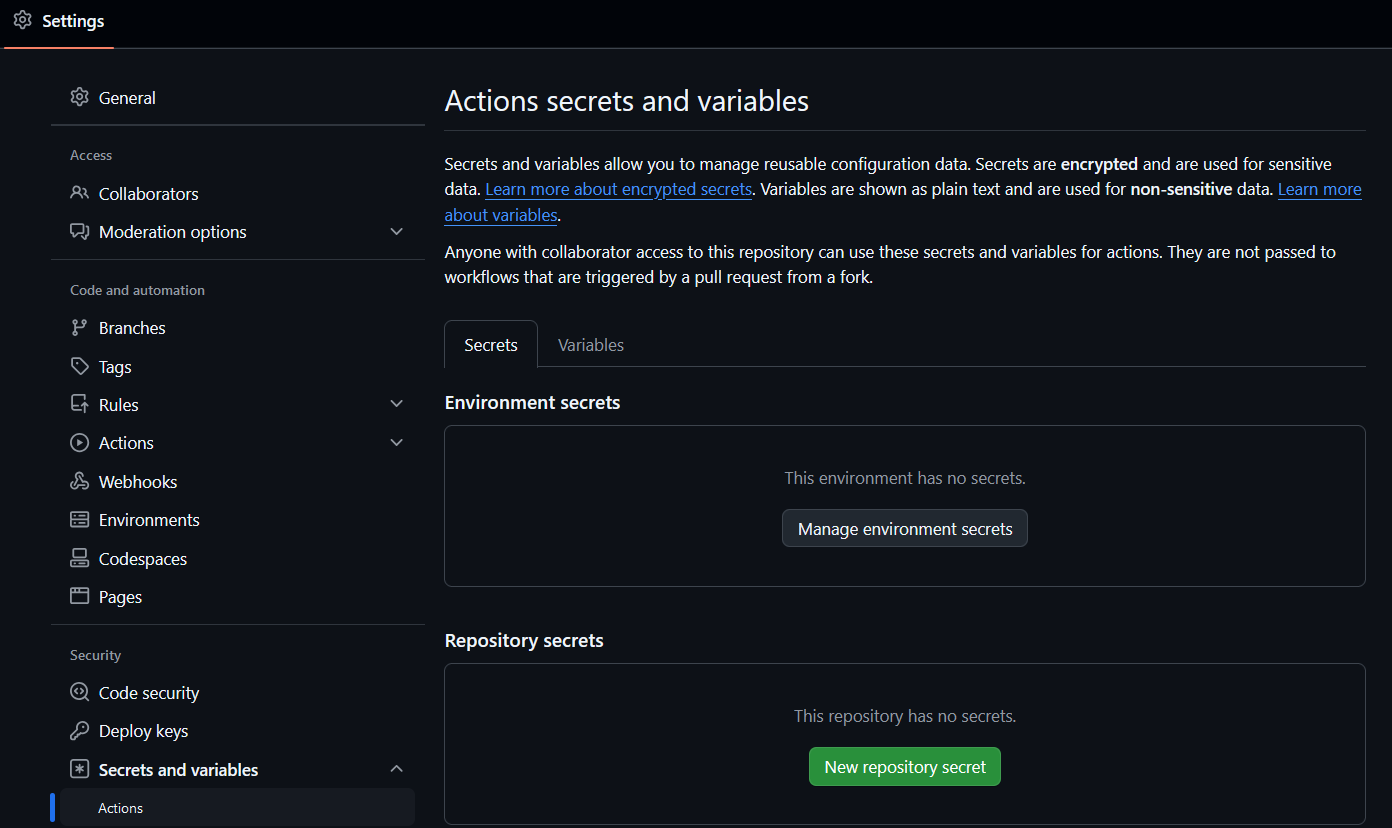 Settings
General
Access
Collaborators
Moderation options
Code and automation
Branches
Tags
Rules
Actions
Webhooks
Environments
Codespaces
Pages
Security
Code security
Deploy keys
Secrets and variables
Actions
Actions secrets and variables
Secrets and variables allow you to manage reusable configuration data. Secrets are encrypted and are used for sensitive
data. Learn more about encrypted secrets. Variables are shown as plain text and are used for non-sensitive data. Learn more
about variables.
Anyone with collaborator access to this repository can use these secrets and variables for actions. They are not passed to
workflows that are triggered by a pull request from a fork.
Secrets
Variables
Environment secrets
This environment has no secrets.
Manage environment secrets
Repository secrets
This repository has no secrets.
New repository secret